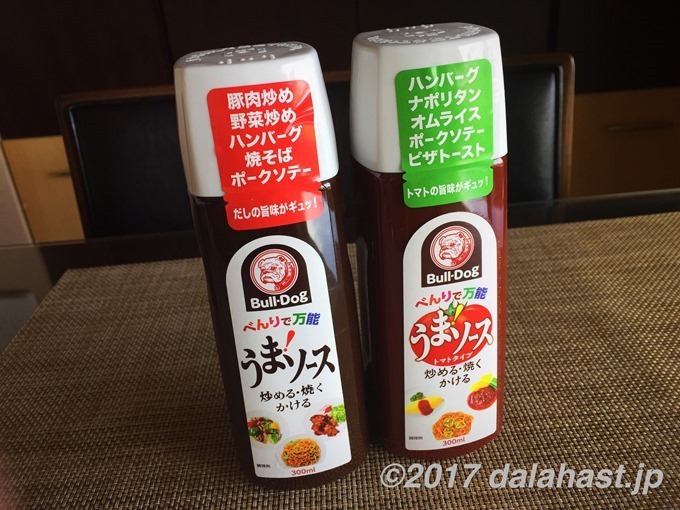 豚肉炒め
野菜炒め
ハンバーグ
焼そば
ポークソテー
だしの旨味がギュッ!
Bull-Dog
べんりで万能
うま!ソース
炒める・焼く
かける
300ml
ハンバーグ
ナポリタン
オムライス
ポークソテー
ピザトースト
トマトの旨味がギュッ!
Bull-Dog
べんりで万能
うま!ソース
トマトタイプ
炒める・焼く
かける
300ml
©2017 dalahast.jp